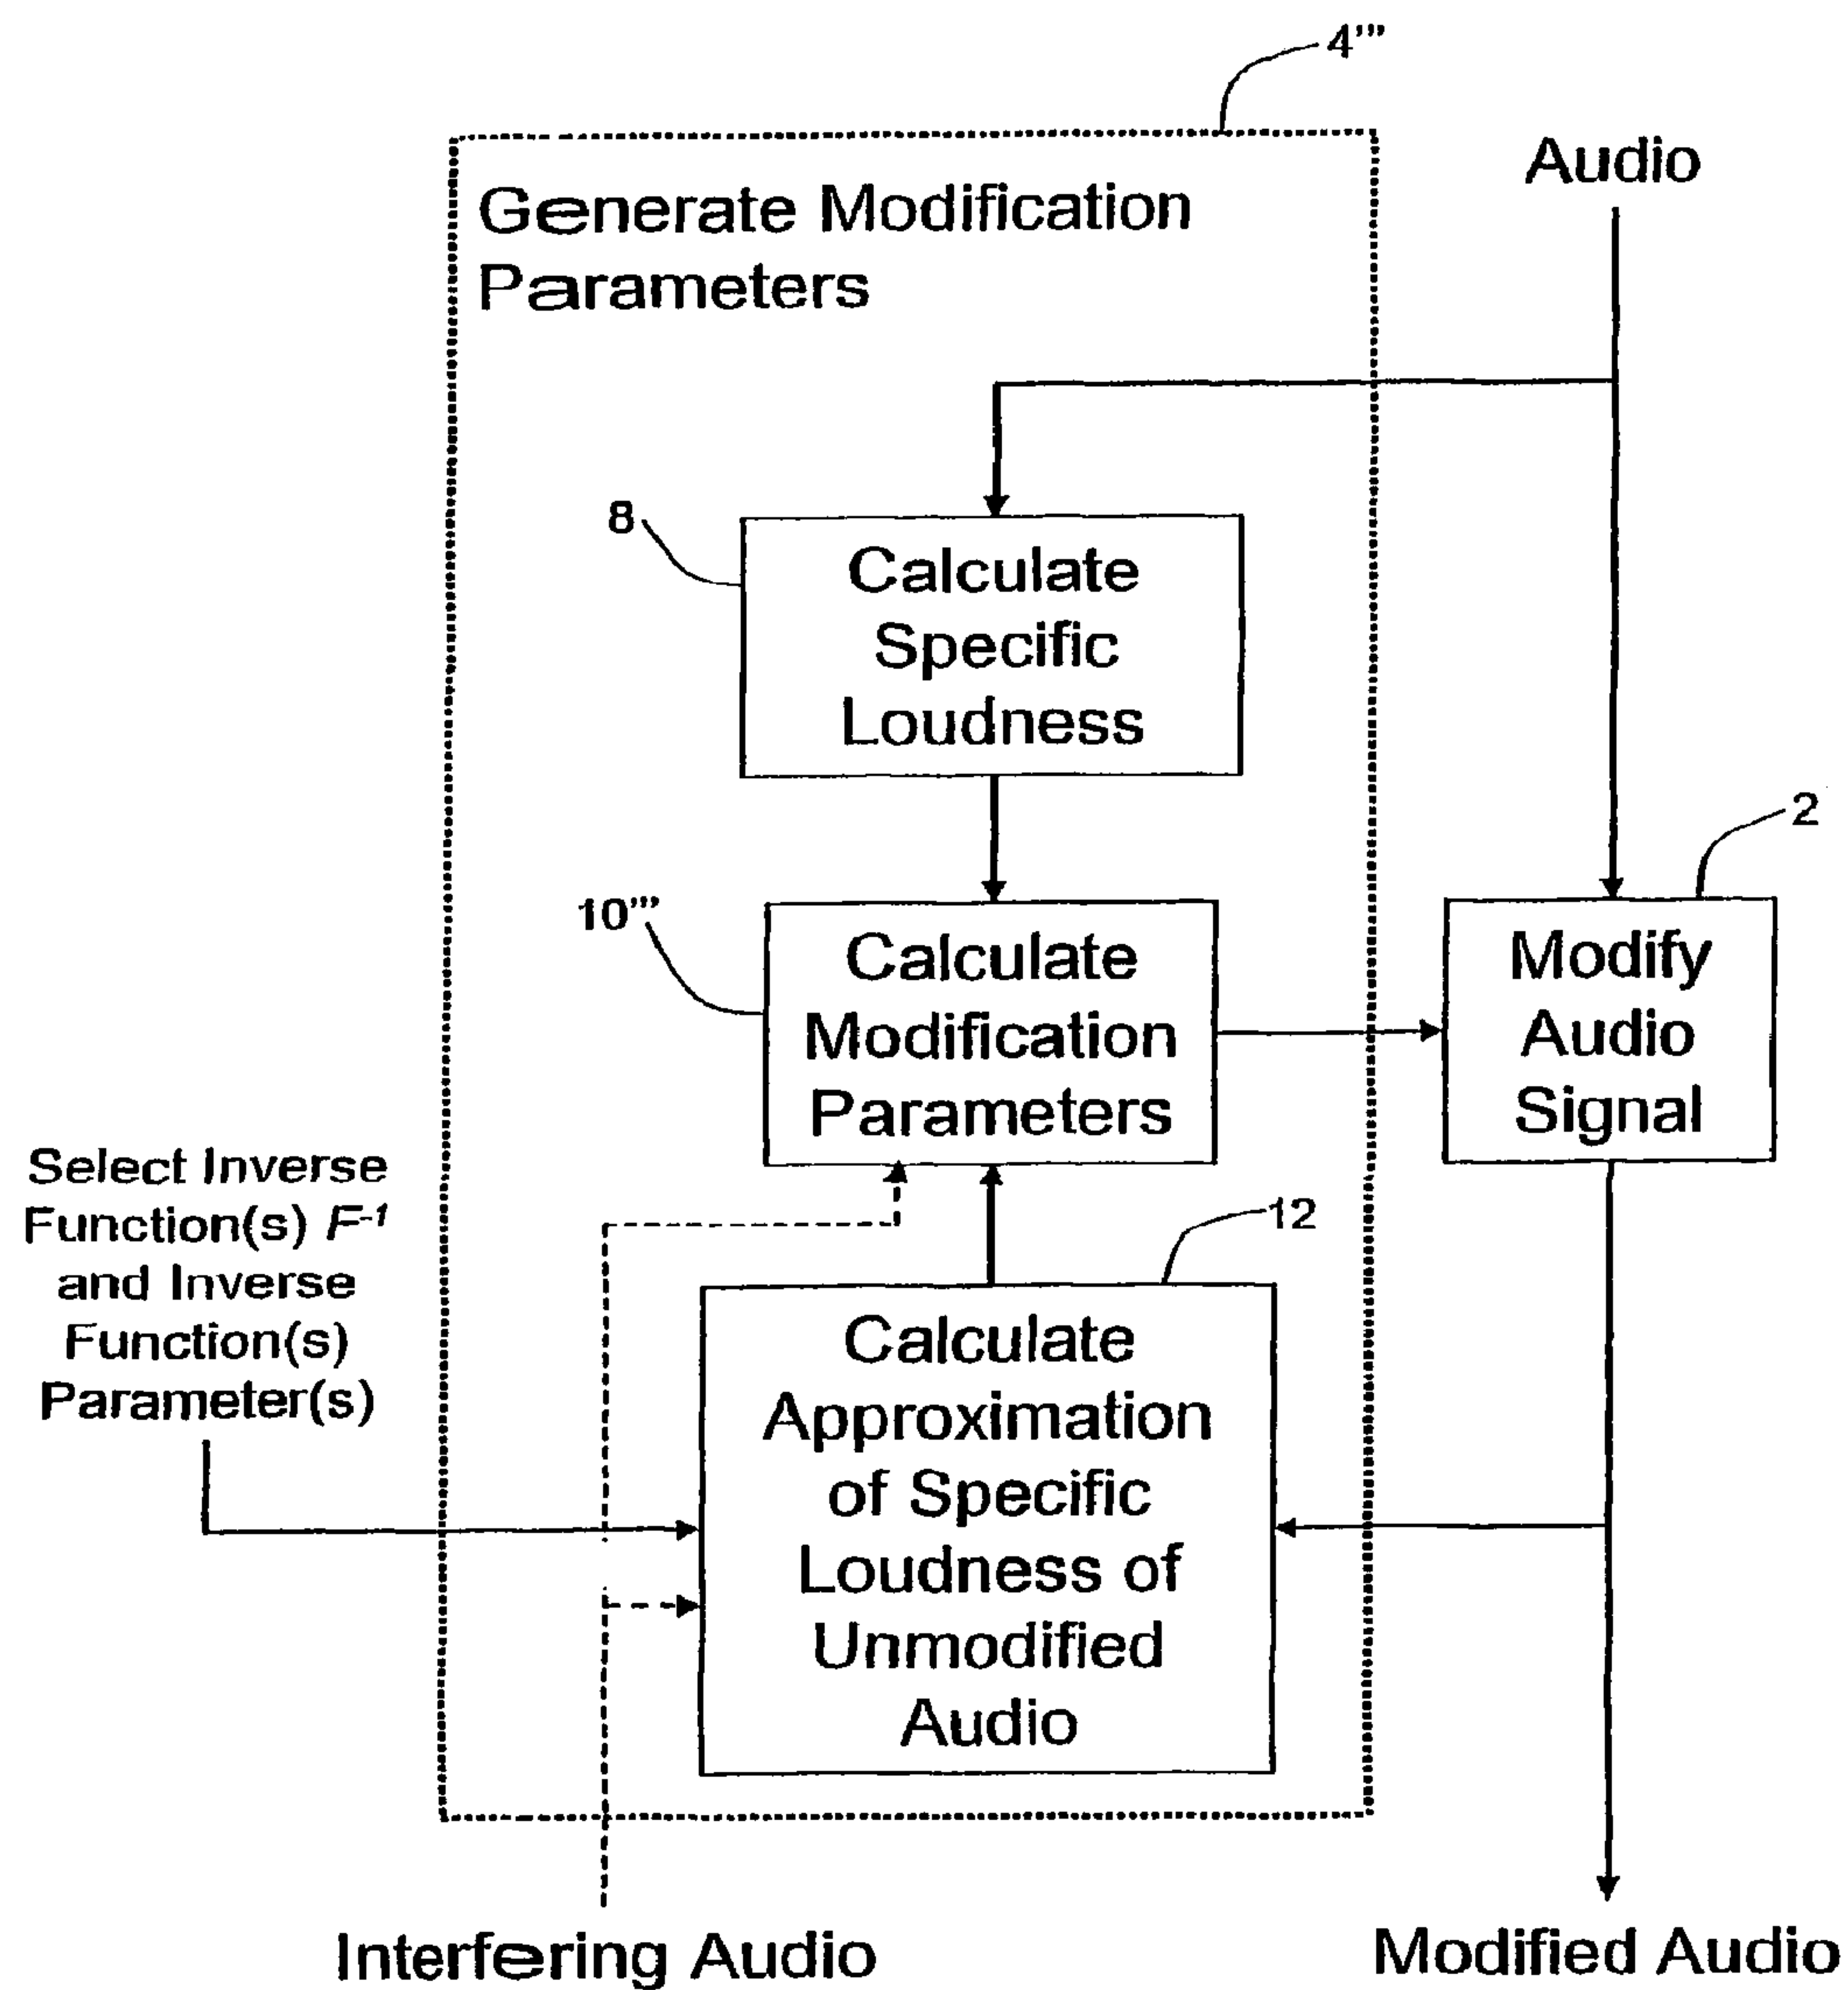 4'''
Audio
Generate Modification
Parameters
8
Calculate
Specific
Loudness
2
10'''
Calculate
Modification
Parameters
Modify
Audio
Signal
Select Inverse
Function(s) F-1
and Inverse
Function(s)
Parameter(s)
12
Calculate
Approximation
of Specific
Loudness of
Unmodified
Audio
Interfering Audio
Modified Audio